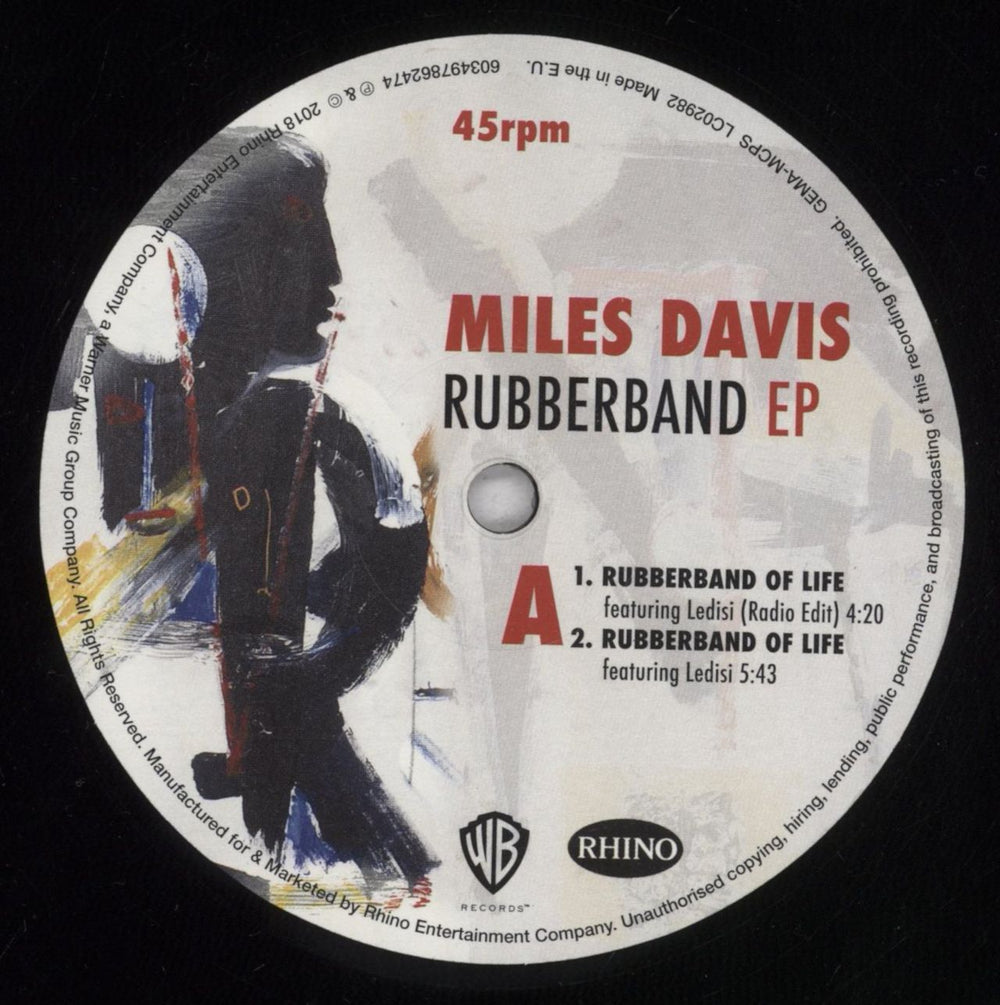 45rpm
MILES DAVIS
RUBBERBAND EP
A
1. RUBBERBAND OF LIFE
featuring Ledisi (Radio Edit) 4:20
2. RUBBERBAND OF LIFE
featuring Ledisi 5:43
WB
RECORDS™
RHINO
603497862474 ℗ & © 2018 Rhino Entertainment Company, a Warner Music Group Company. All Rights Reserved. Manufactured for & Marketed by Rhino Entertainment Company. Unauthorised copying, hiring, lending, public performance, and broadcasting of this recording prohibited. GEMA-MCPS LC02982 Made in the E.U.